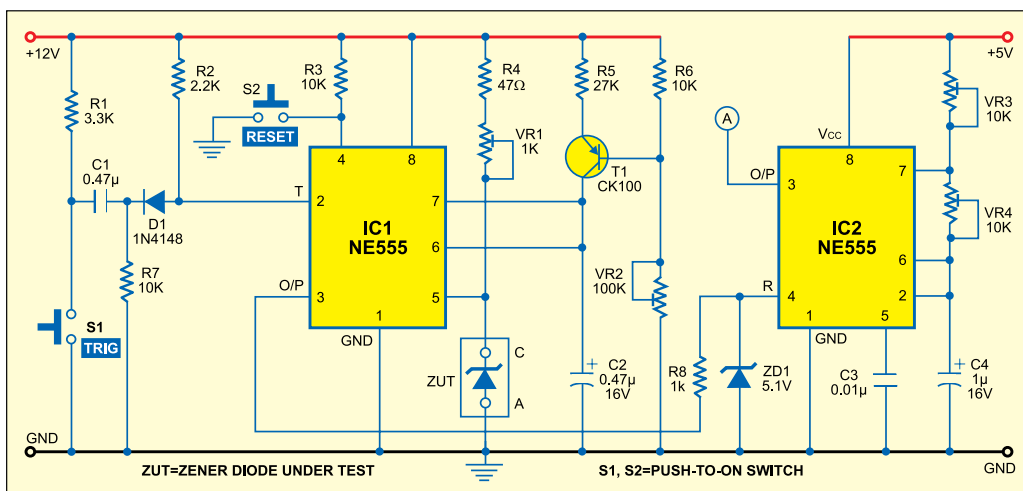 +12V
+5V
R1
3.3K
R2
2.2K
S2
RESET
R3
10K
R4
47Ω
VR1
1K
R5
27K
R6
10K
T1
CK100
VR2
100K
A
VCC
VR3
10K
VR4
10K
C1
0.47µ
D1
1N4148
R7
10K
S1
TRIG
T
O/P
4
8
2
7
6
3
5
1
IC1
NE555
GND
ZUT
C
A
C2
0.47µ
16V
+
R8
1k
ZD1
5.1V
O/P
R
8
3
7
6
4
2
1
5
IC2
NE555
GND
C3
0.01µ
C4
1µ
16V
+
GND
GND
ZUT=ZENER DIODE UNDER TEST
S1, S2=PUSH-TO-ON SWITCH